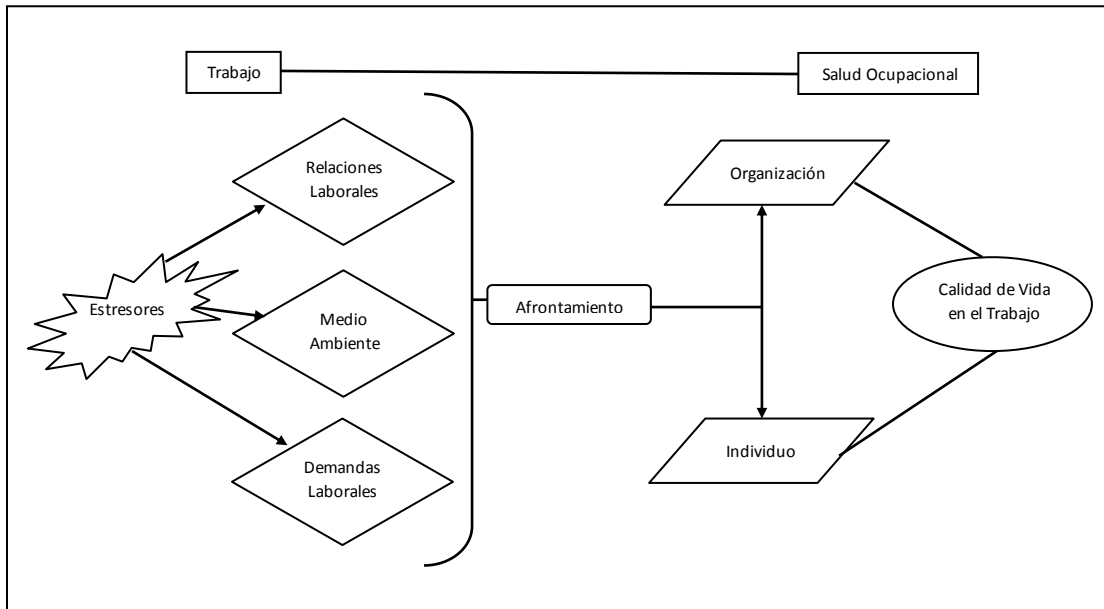 Trabajo
Salud Ocupacional
Relaciones
Laborales
Organización
Estresores
Medio
Ambiente
Afrontamiento
Calidad de Vida
en el Trabajo
Demandas
Laborales
Individuo